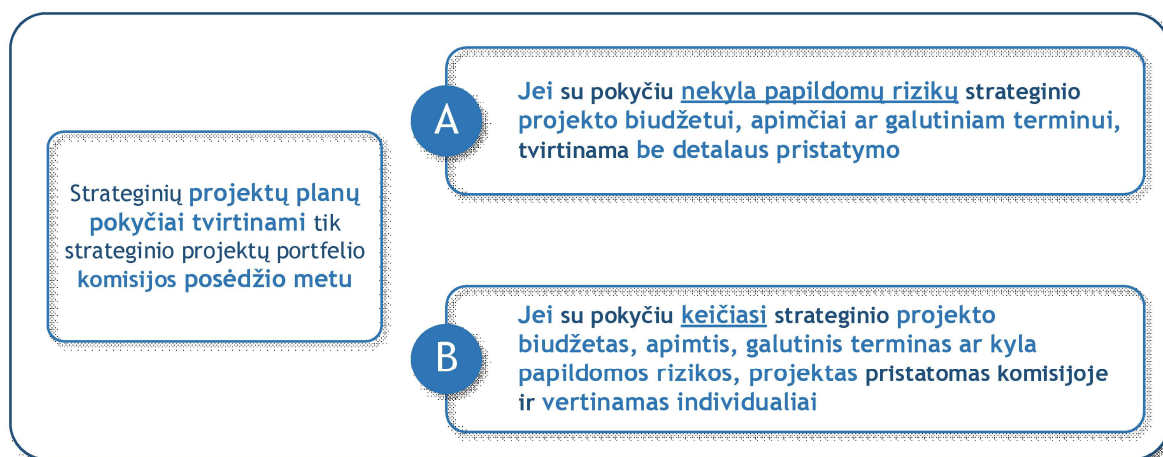 Strateginių projektų planų
pokyčiai tvirtinami tik
strateginio projektų portfelio
komisijos posėdžio metu
A
Jei su pokyčiu nekyla papildomų rizikų strateginio
projekto biudžetui, apimčiai ar galutiniam terminui,
tvirtinama be detalaus pristatymo
B
Jei su pokyčiu keičiasi strateginio projekto
biudžetas, apimtis, galutinis terminas ar kyla
papildomos rizikos, projektas pristatomas komisijoje
ir vertinamas individualiai